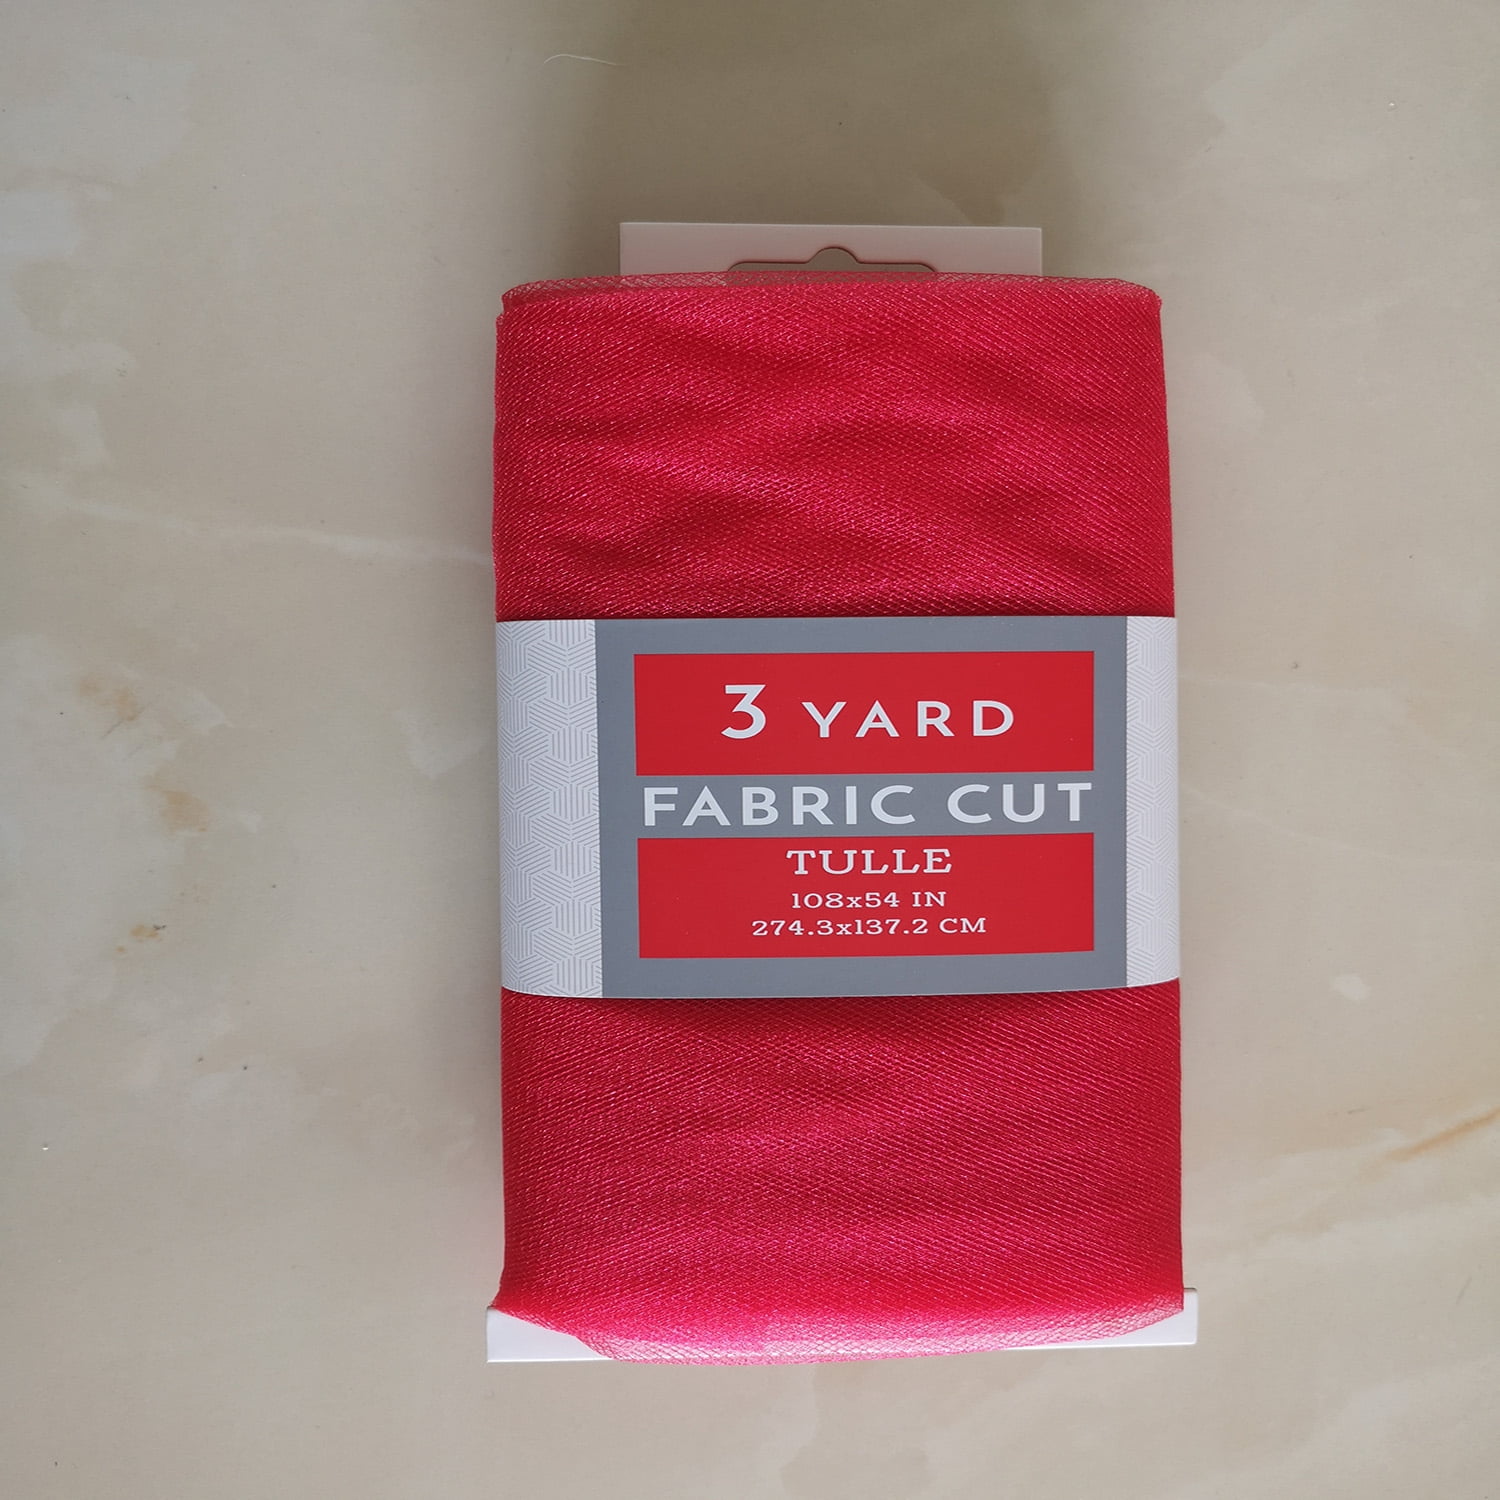 3 YARD
FABRIC CUT
TULLE
108x54 IN
274.3x137.2 CM